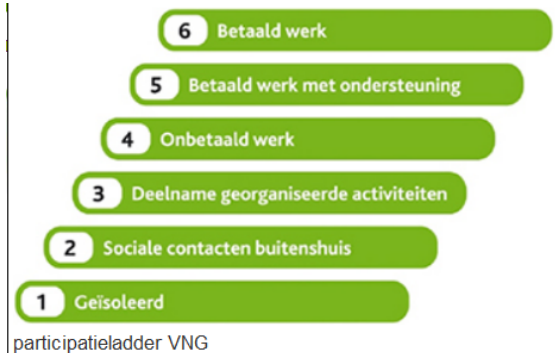 6 Betaald werk
5 Betaald werk met ondersteuning
4 Onbetaald werk
3 Deelname georganiseerde activiteiten
2 Sociale contacten buitenshuis
1 Geïsoleerd
participatieladder VNG